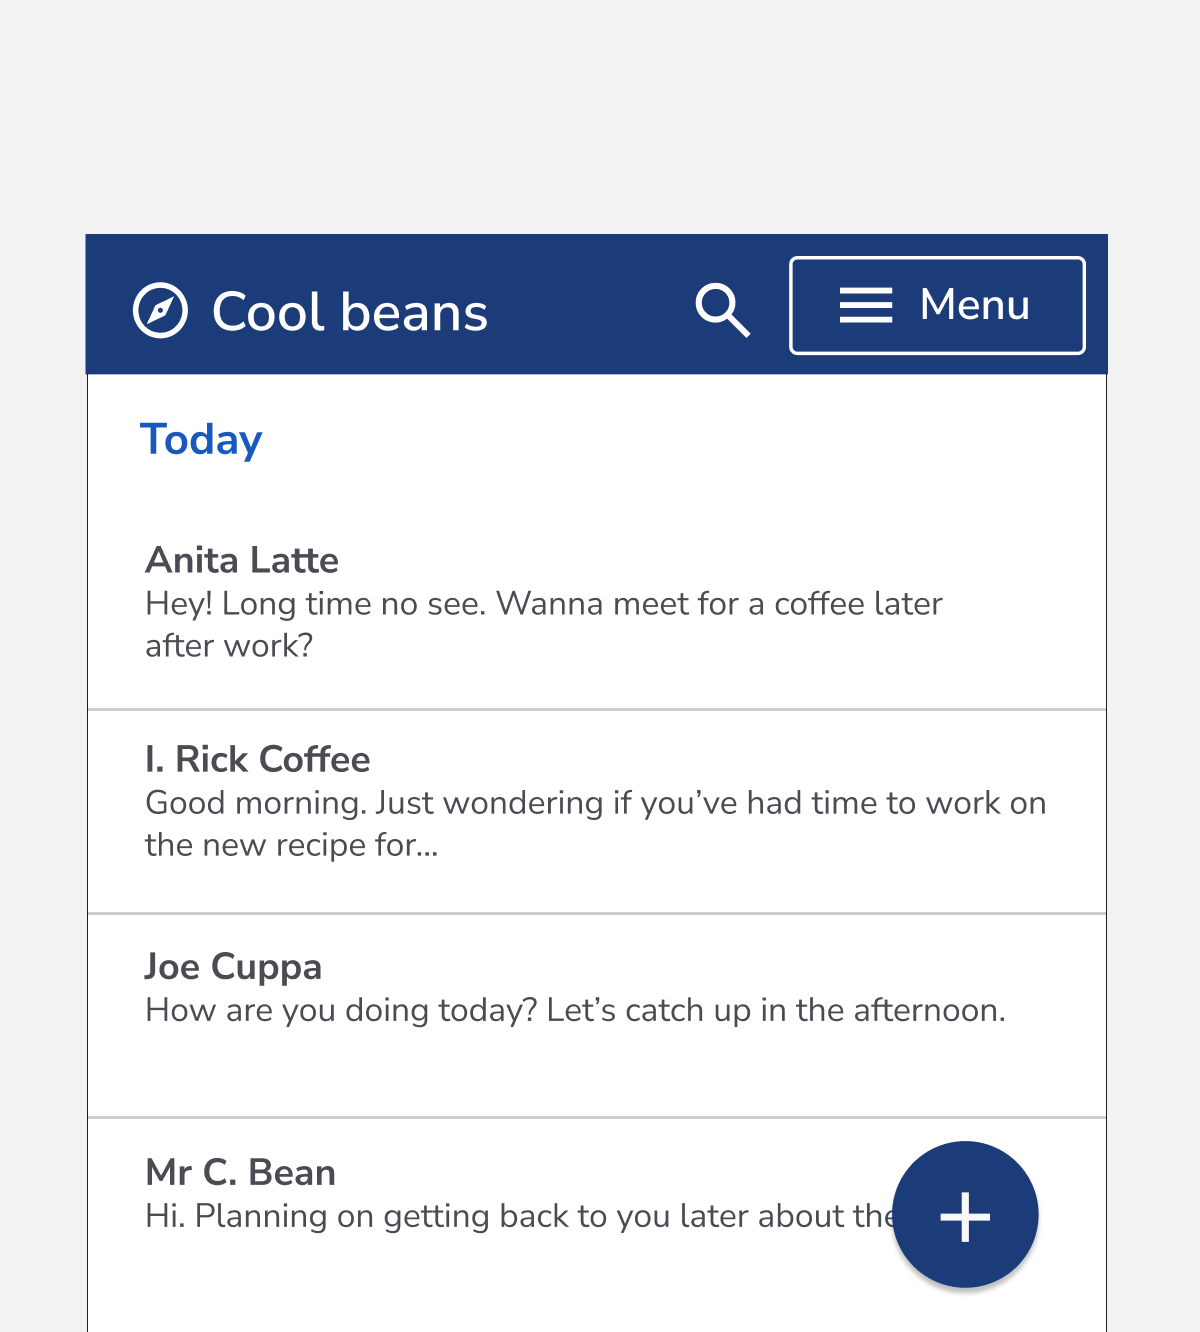 Cool beans
Menu
Today
Anita Latte
Hey! Long time no see. Wanna meet for a coffee later
after work?
I. Rick Coffee
Good morning. Just wondering if you’ve had time to work on
the new recipe for...
Joe Cuppa
How are you doing today? Let’s catch up in the afternoon.
Mr C. Bean
Hi. Planning on getting back to you later about the